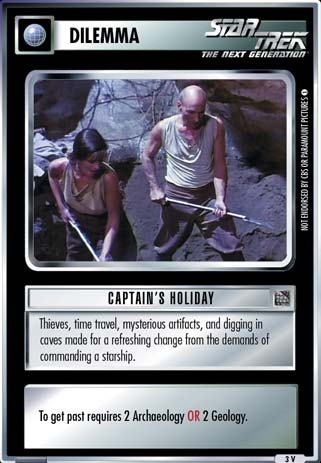 DILEMMA
STAR TREK
THE NEXT GENERATION
NOT ENDORSED BY CBS OR PARAMOUNT PICTURES
CAPTAIN'S HOLIDAY
Thieves, time travel, mysterious artifacts, and digging in
caves made for a refreshing change from the demands of
commanding a starship.
To get past requires 2 Archaeology OR 2 Geology.
3 V